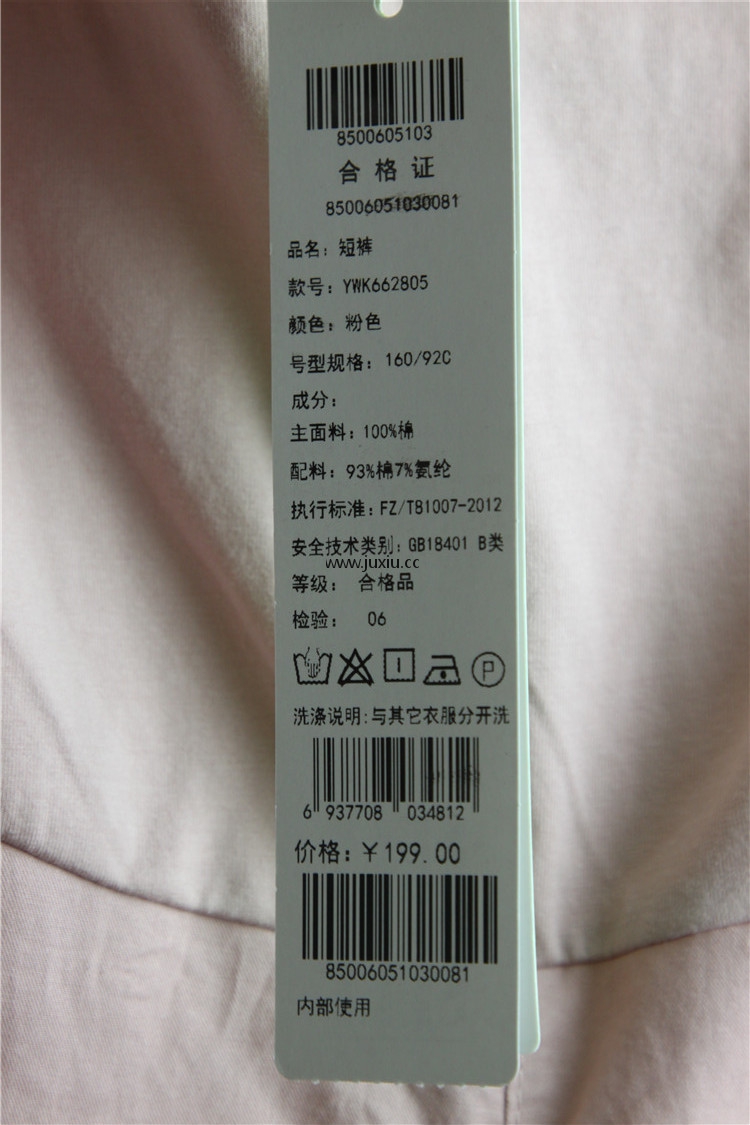 8500605103
合格证
85006051030081
品名：短裤
款号：YWK662805
颜色：粉色
号型规格：160/92C
成分：
主面料：100%棉
配料：93%棉7%氨纶
执行标准：FZ/T81007-2012
安全技术类别：GB18401 B类
www.juxiu.cc
等级：合格品
检验：06
P
洗涤说明:与其它衣服分开洗
6 937708 034812
价格：￥199.00
85006051030081
内部使用